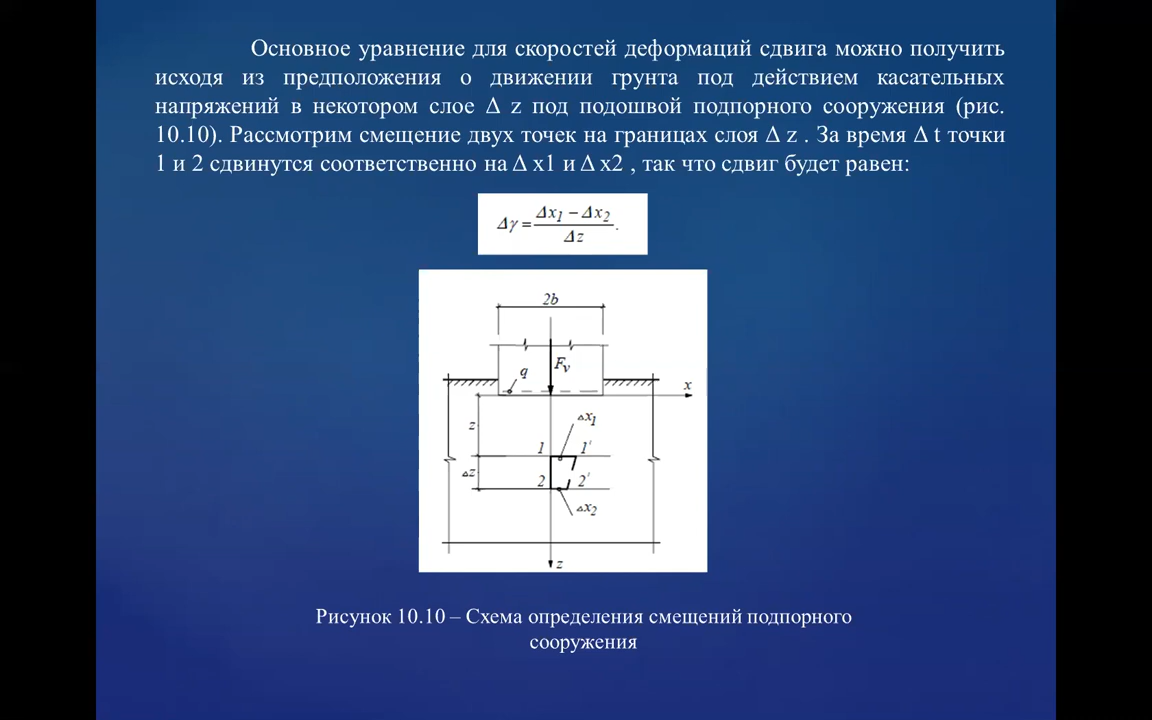 Основное уравнение для скоростей деформаций сдвига можно получить
исходя из предположения о движении грунта под действием касательных
напряжений в некотором слое Δ z под подошвой подпорного сооружения (рис.
10.10). Рассмотрим смещение двух точек на границах слоя Δ z . За время Δ t точки
1 и 2 сдвинутся соответственно на Δ x1 и Δ x2 , так что сдвиг будет равен:
Δγ = (Δx₁ − Δx₂) / Δz .
2b
q
Fᵥ
x
z
Δx₁
1
1'
Δz
2
2'
Δx₂
z
Рисунок 10.10 – Схема определения смещений подпорного
сооружения